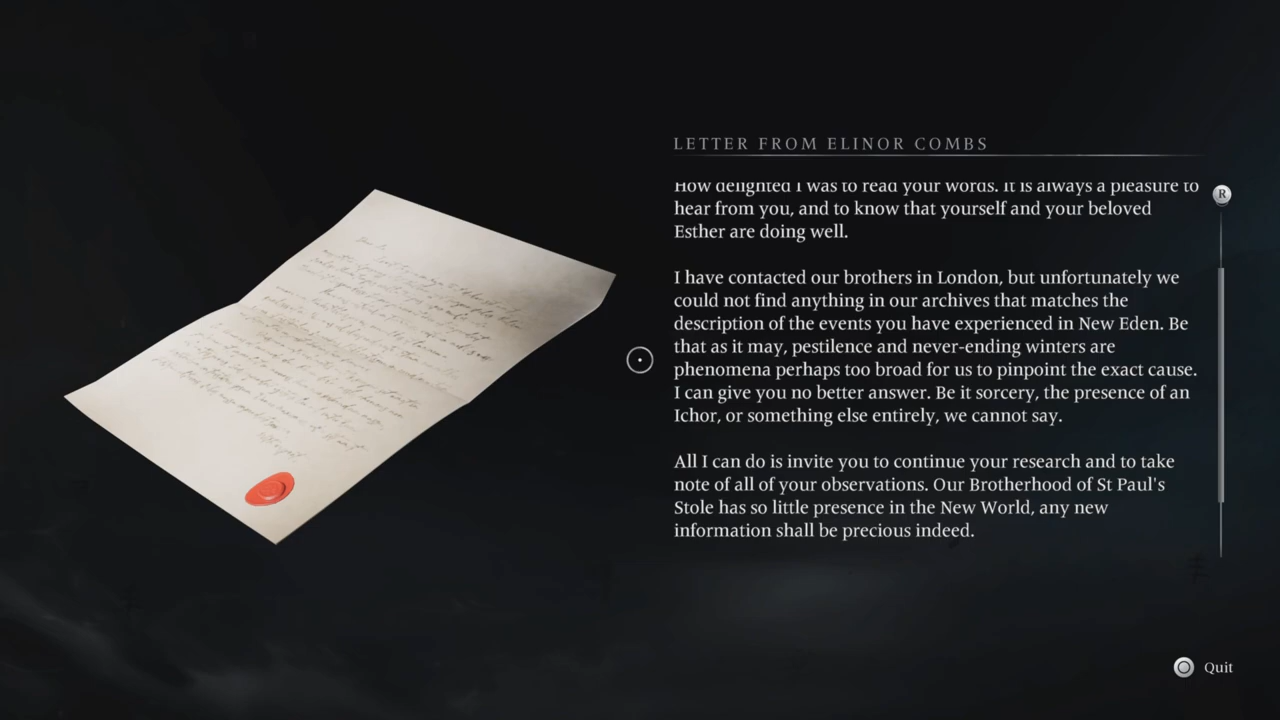 LETTER FROM ELINOR COMBS
How delighted I was to read your words. It is always a pleasure to
hear from you, and to know that yourself and your beloved
Esther are doing well.
I have contacted our brothers in London, but unfortunately we
could not find anything in our archives that matches the
description of the events you have experienced in New Eden. Be
that as it may, pestilence and never-ending winters are
phenomena perhaps too broad for us to pinpoint the exact cause.
I can give you no better answer. Be it sorcery, the presence of an
Ichor, or something else entirely, we cannot say.
All I can do is invite you to continue your research and to take
note of all of your observations. Our Brotherhood of St Paul's
Stole has so little presence in the New World, any new
information shall be precious indeed.
R
Quit